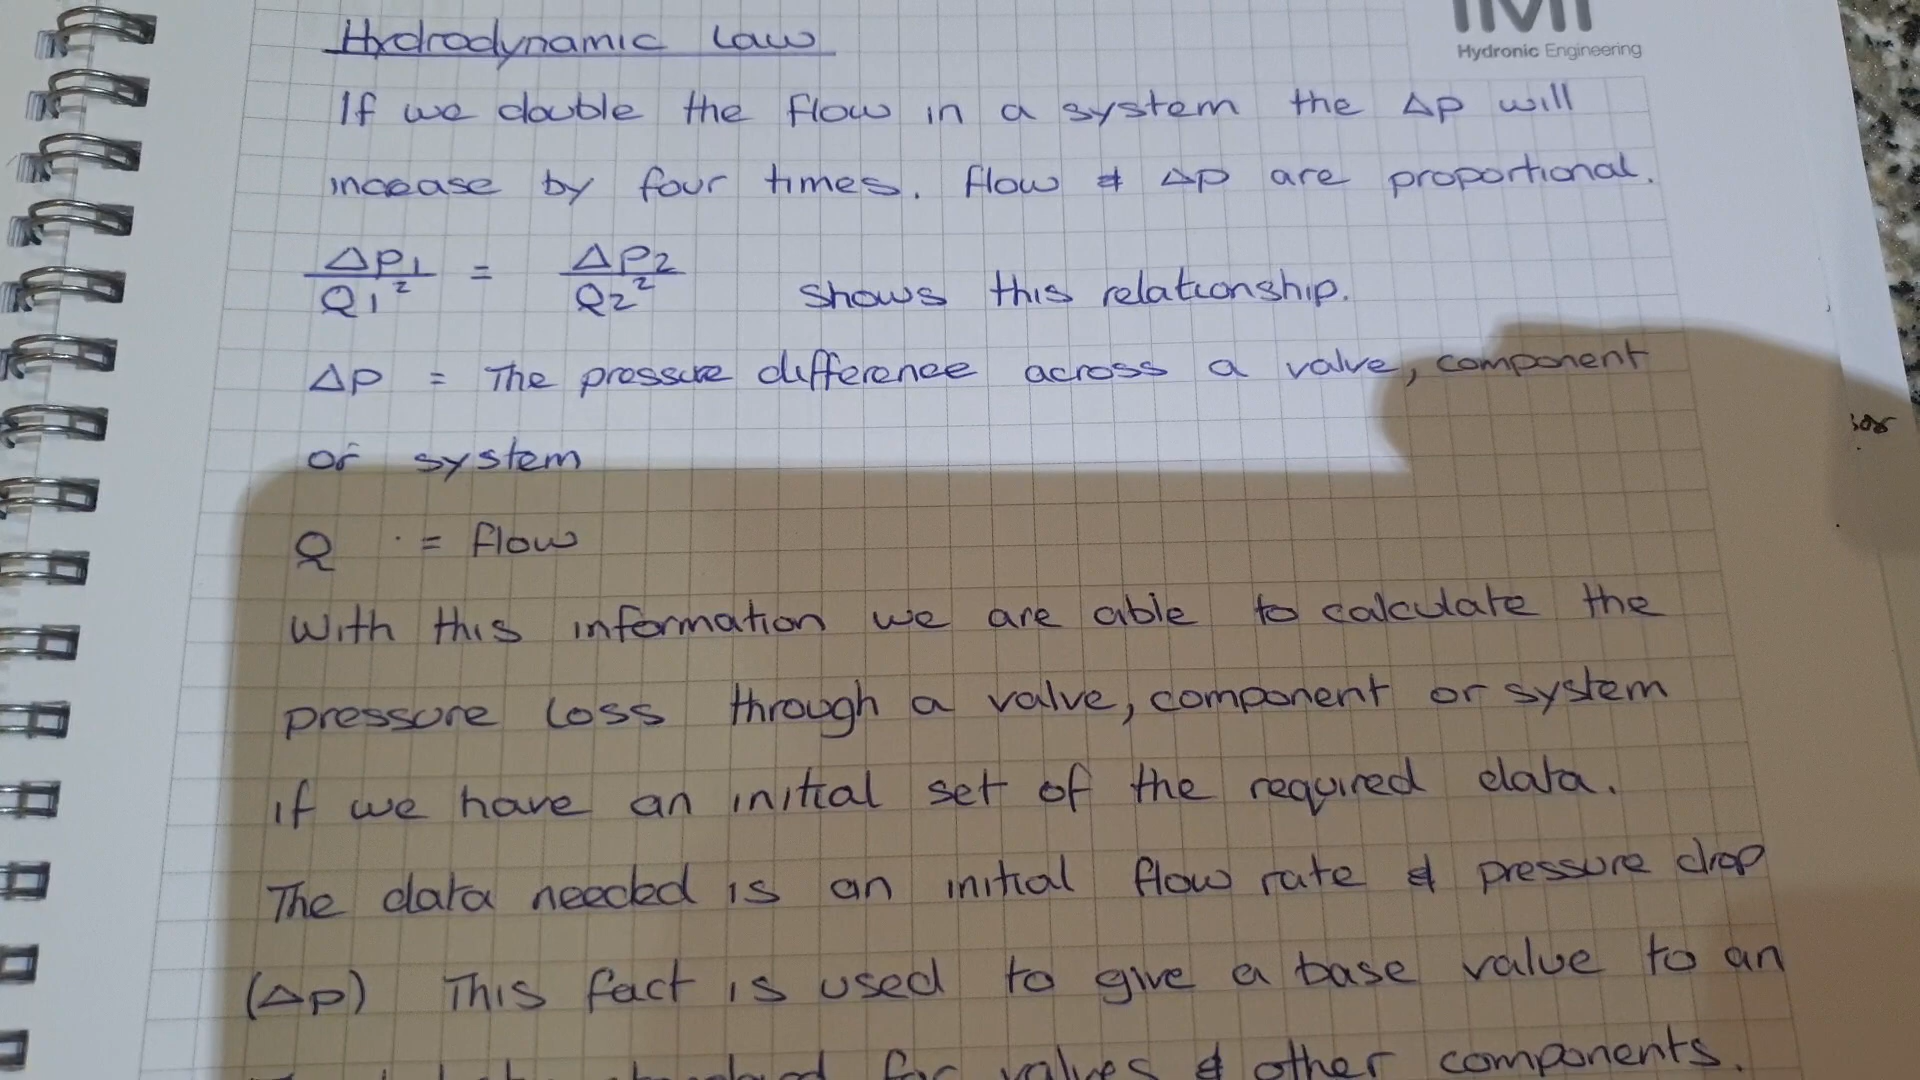 IMI
Hydronic Engineering
Hydrodynamic Law
If we double the flow in a system the Δp will
increase by four times. Flow & Δp are proportional.
ΔP1/Q1² = ΔP2/Q2² shows this relationship.
Δp = The pressure difference across a valve, component
or system
Q = flow
With this information we are able to calculate the
pressure loss through a valve, component or system
if we have an initial set of the required data.
The data needed is an initial flow rate & pressure drop
(Δp) This fact is used to give a base value to an
for valves & other components.